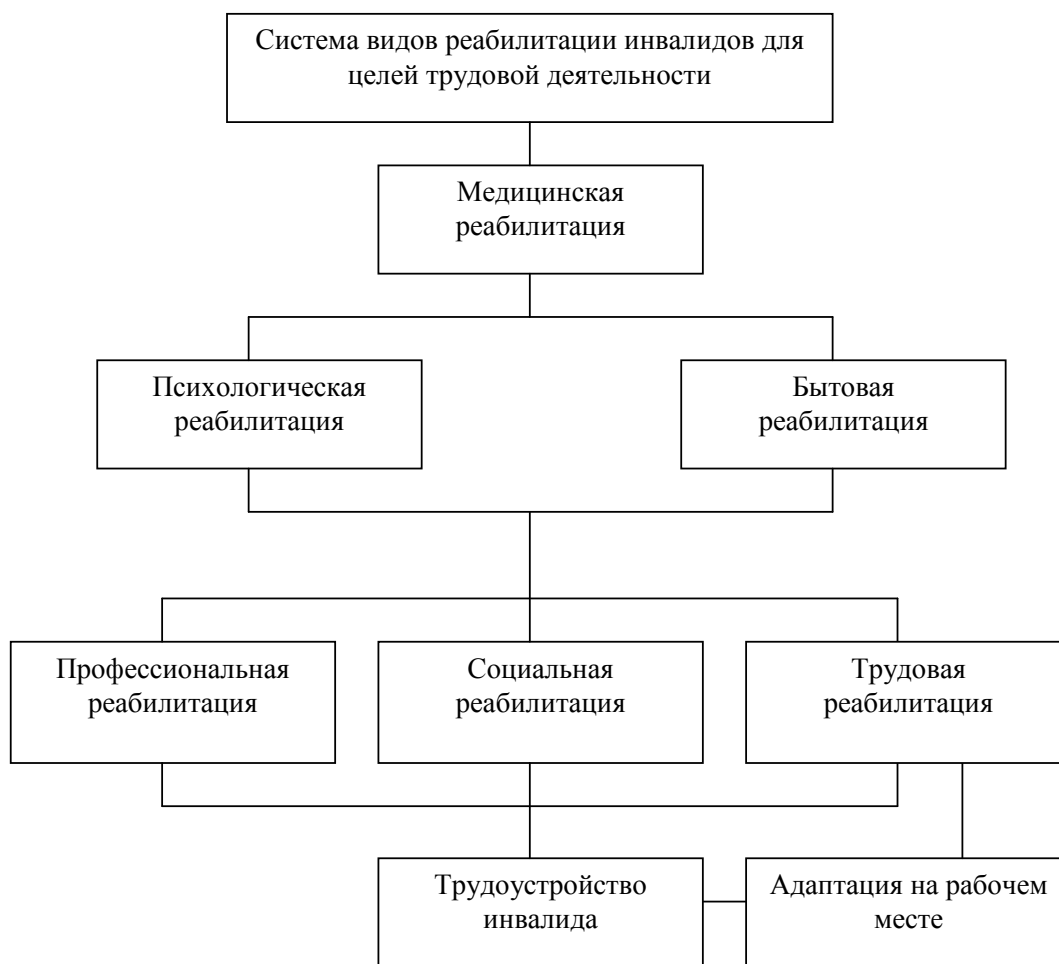 Система видов реабилитации инвалидов для
целей трудовой деятельности
Медицинская
реабилитация
Психологическая
реабилитация
Бытовая
реабилитация
Профессиональная
реабилитация
Социальная
реабилитация
Трудовая
реабилитация
Трудоустройство
инвалида
Адаптация на рабочем
месте